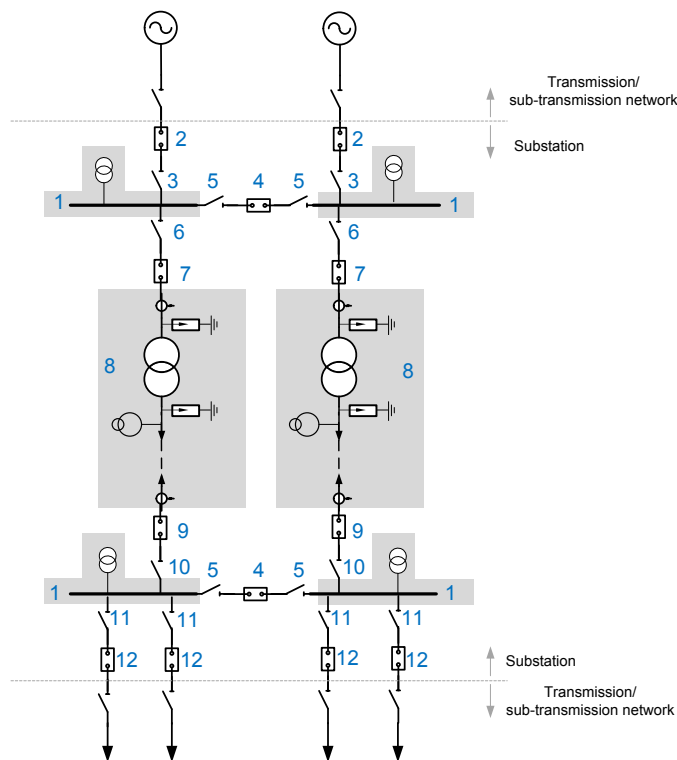 Transmission/
sub-transmission network
2 2
Substation
3 5 4 5 3
1 1
6 6
7 7
8 8
9 9
10 5 4 5 10
1 1
11 11 11 11
12 12 12 12
Substation
Transmission/
sub-transmission network